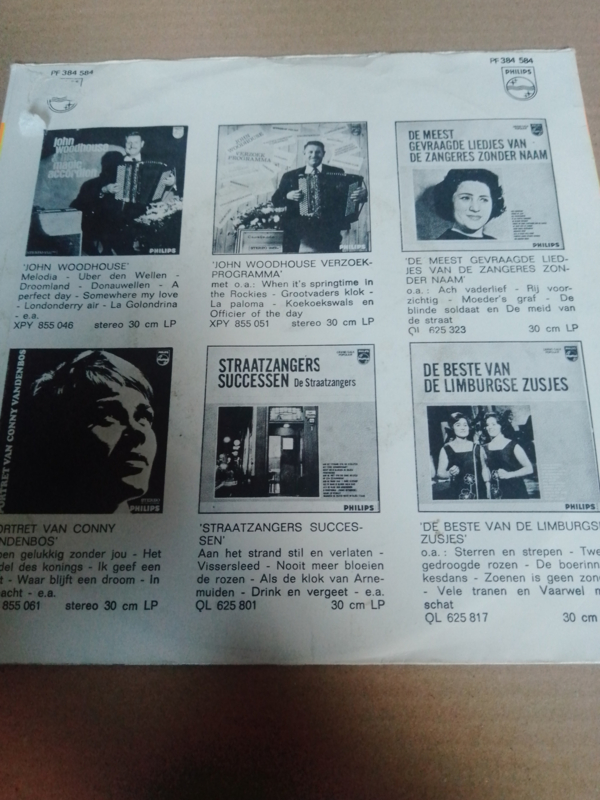 PF 384 584
PF 384 584
PHILIPS
John
woodhouse
magic
accordion
PHILIPS
'JOHN WOODHOUSE'
Melodia - Uber den Wellen -
Droomland - Donauwellen - A
perfect day - Somewhere my love
- Londonderry air - La Golondrina
- e.a.
XPY 855 046 stereo 30 cm LP
JOHN WOODHOUSE
VERZOEK
PROGRAMMA
PHILIPS
'JOHN WOODHOUSE VERZOEK-
PROGRAMMA'
met o.a.: When it's springtime in
the Rockies - Grootvaders klok -
La paloma - Koekoekswals en
Officier of the day
XPY 855 051 stereo 30 cm LP
DE MEEST
GEVRAAGDE LIEDJES VAN
DE ZANGERES ZONDER NAAM
PHILIPS
'DE MEEST GEVRAAGDE LIED-
JES VAN DE ZANGERES ZON-
DER NAAM'
o.a.: Ach vaderlief - Rij voor-
zichtig - Moeder's graf - De
blinde soldaat en De meid van
de straat
QL 625 323 30 cm LP
PORTRET VAN CONNY VANDENBOS
PHILIPS
ORTRET VAN CONNY
NDENBOS'
en gelukkig zonder jou - Het
del des konings - Ik geef een
t - Waar blijft een droom - In
acht - e.a.
855 061 stereo 30 cm LP
STRAATZANGERS
SUCCESSEN De Straatzangers
PHILIPS
'STRAATZANGERS SUCCES-
SEN'
Aan het strand stil en verlaten -
Vissersleed - Nooit meer bloeien
de rozen - Als de klok van Arne-
muiden - Drink en vergeet - e.a.
QL 625 801 30 cm LP
DE BESTE VAN
DE LIMBURGSE ZUSJES
PHILIPS
'DE BESTE VAN DE LIMBURGS
ZUSJES'
o.a.: Sterren en strepen - Twe
gedroogde rozen - De boerinn
kesdans - Zoenen is geen zon
- Vele tranen en Vaarwel m
schat
QL 625 817 30 cm